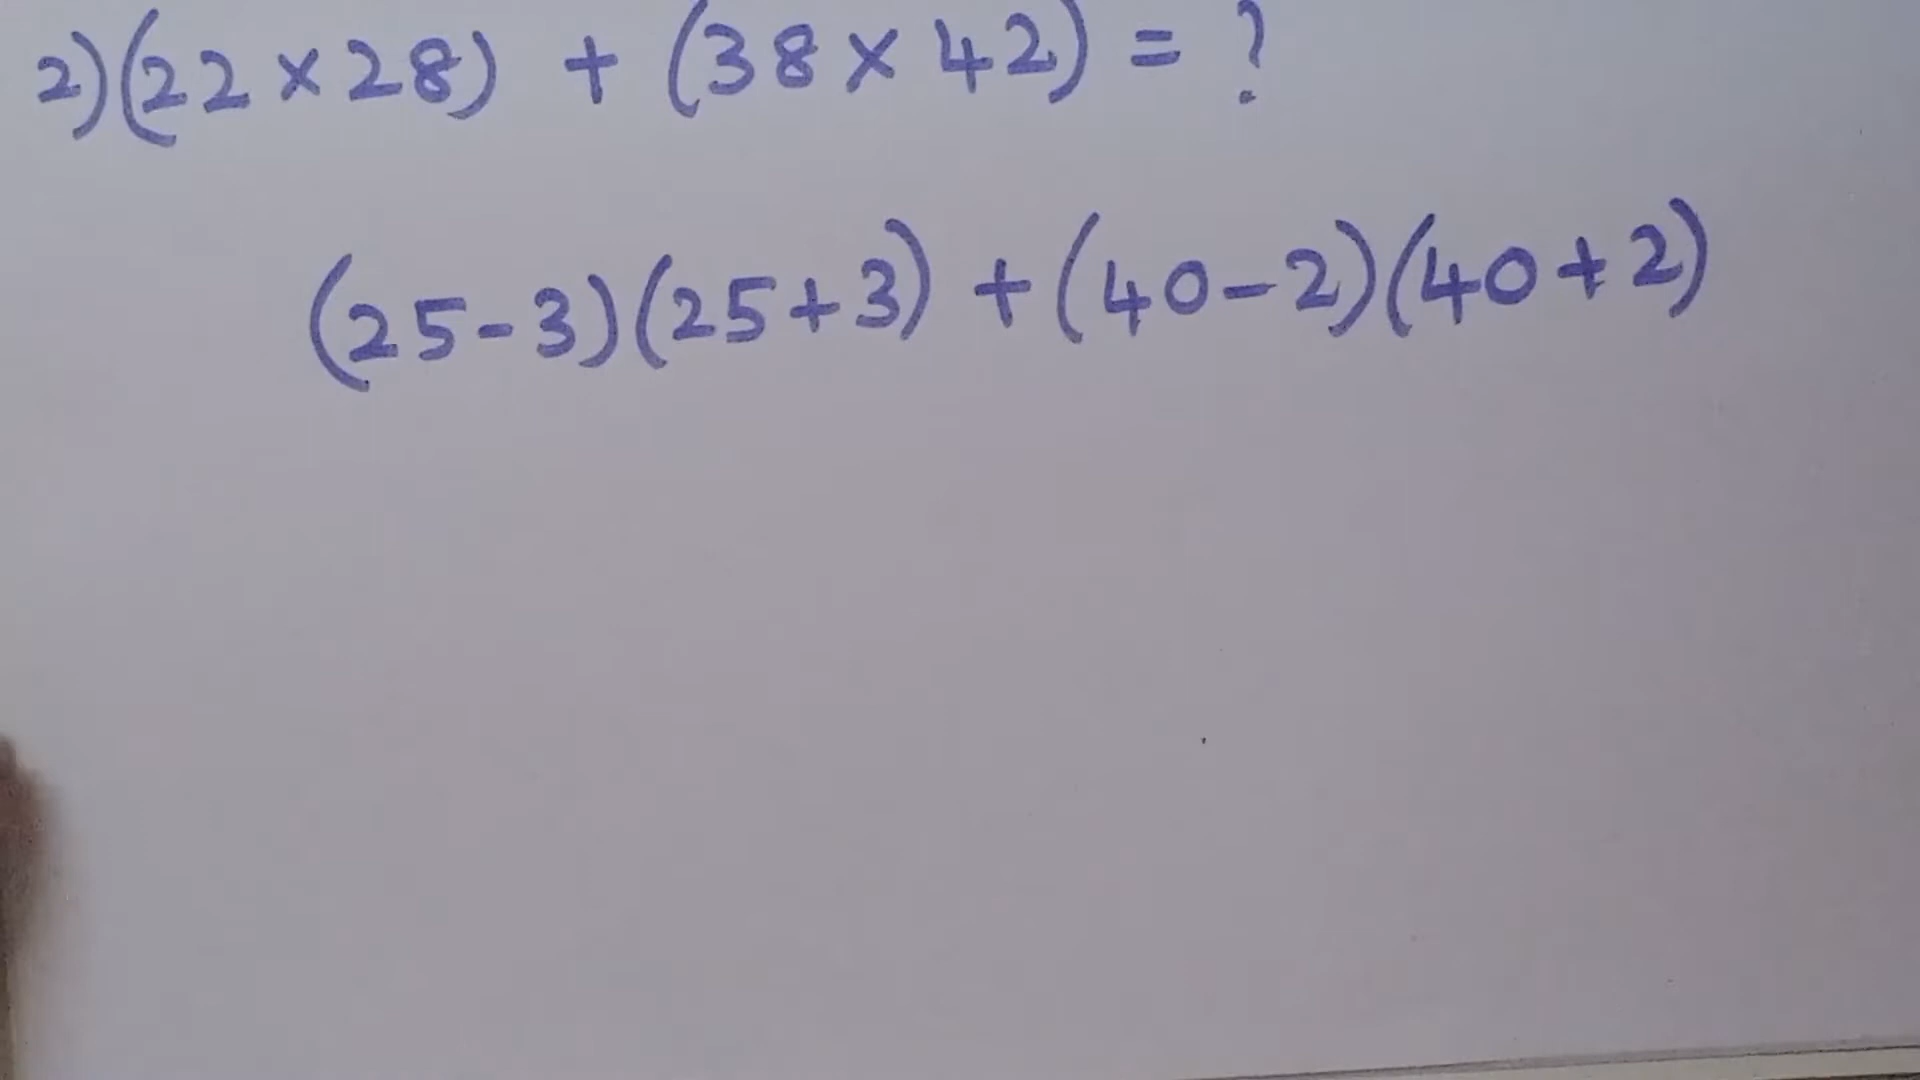 2) (22 × 28) + (38 × 42) = ?
(25-3)(25+3) + (40-2)(40+2)